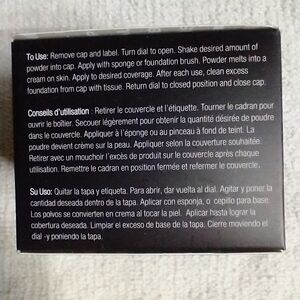 To Use: Remove cap and label. Turn dial to open. Shake desired amount of
powder into cap. Apply with sponge or foundation brush. Powder melts into a
cream on skin. Apply to desired coverage. After each use, clean excess
foundation from cap with tissue. Return dial to closed position and close cap.
Conseils d'utilisation : Retirer le couvercle et l'étiquette. Tourner le cadran pour
ouvrir le boîtier. Secouer légèrement pour obtenir la quantité désirée de poudre
dans le couvercle. Appliquer à l'éponge ou au pinceau à fond de teint. La
poudre devient crème sur la peau. Appliquer selon la couverture souhaitée.
Retirer avec un mouchoir l'excès de produit sur le couvercle après chaque
utilisation. Remettre le cadran en position fermée et refermer le couvercle.
Su Uso: Quitar la tapa y etiqueta. Para abrir, dar vuelta al dial. Agitar y poner la
cantidad deseada dentro de la tapa. Aplicar con esponja, o cepillo para base.
Los polvos se convierten en crema al tocar la piel. Aplicar hasta lograr la
cobertura deseada. Limpiar el exceso de base de la tapa. Cierre moviendo el
dial -y poniendo la tapa.